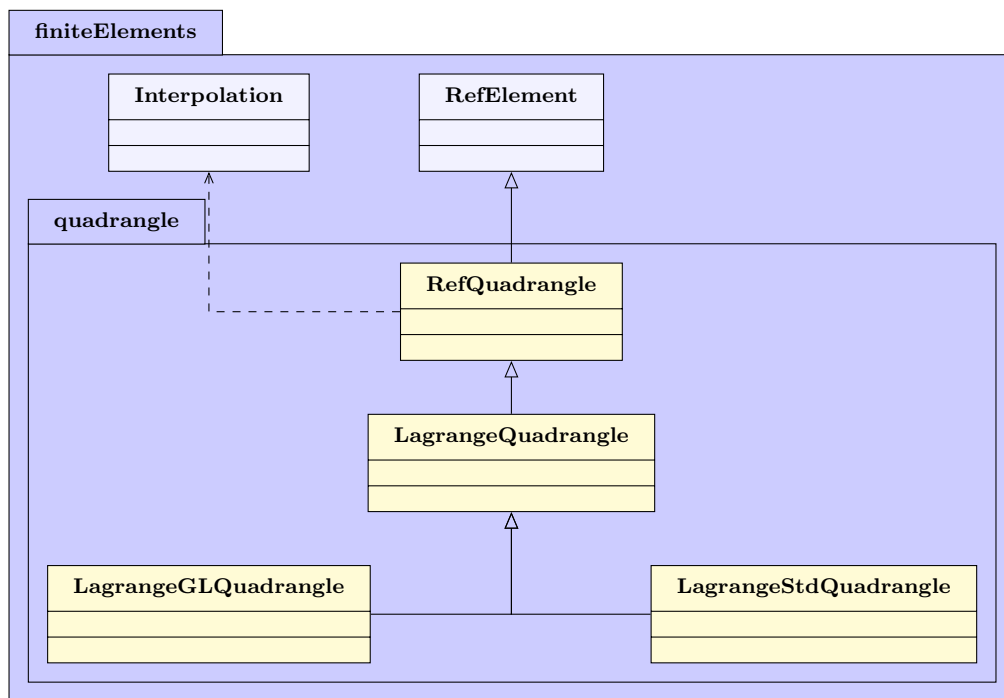 finiteElements
Interpolation
RefElement
quadrangle
RefQuadrangle
LagrangeQuadrangle
LagrangeGLQuadrangle
LagrangeStdQuadrangle